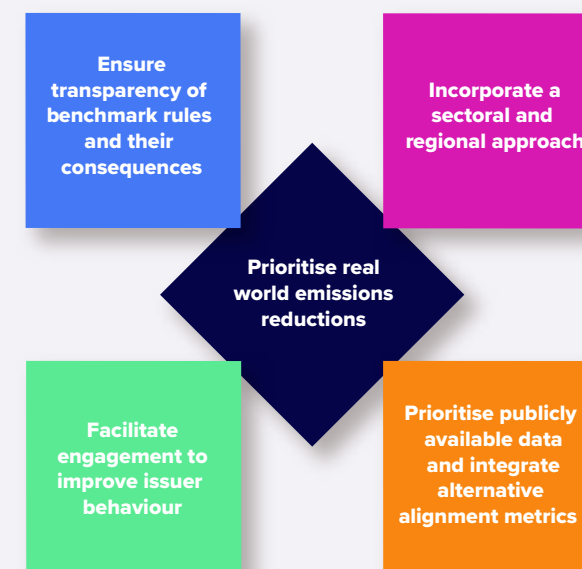 Ensure
transparency of
benchmark rules
and their
consequences
Incorporate a
sectoral and
regional approach
Prioritise real
world emissions
reductions
Facilitate
engagement to
improve issuer
behaviour
Prioritise publicly
available data
and integrate
alternative
alignment metrics